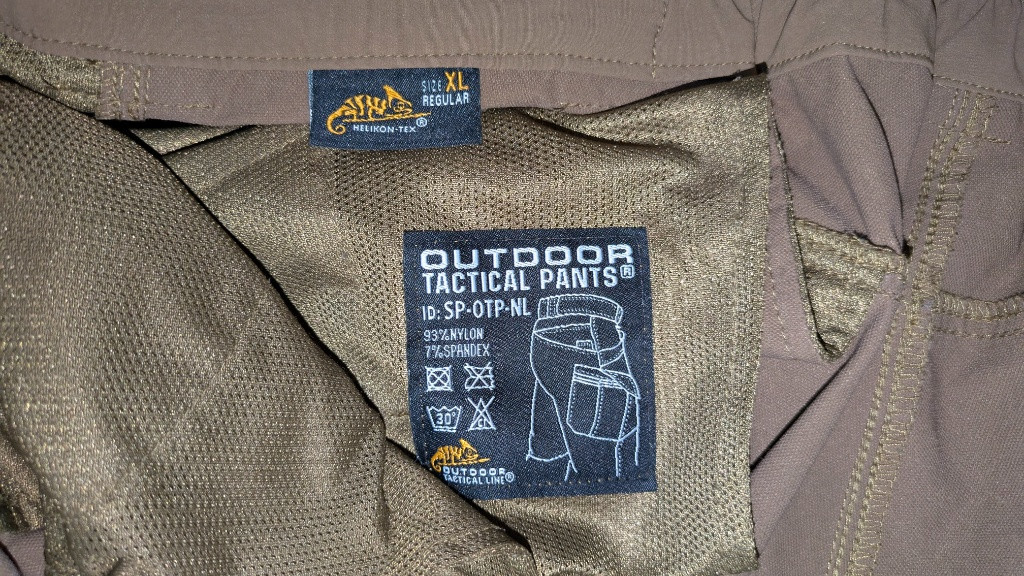 SIZE XL
REGULAR
HELIKON-TEX®
OUTDOOR
TACTICAL PANTS®
ID: SP-OTP-NL
93%NYLON
7%SPANDEX
30°
CL
OUTDOOR
TACTICAL LINE®